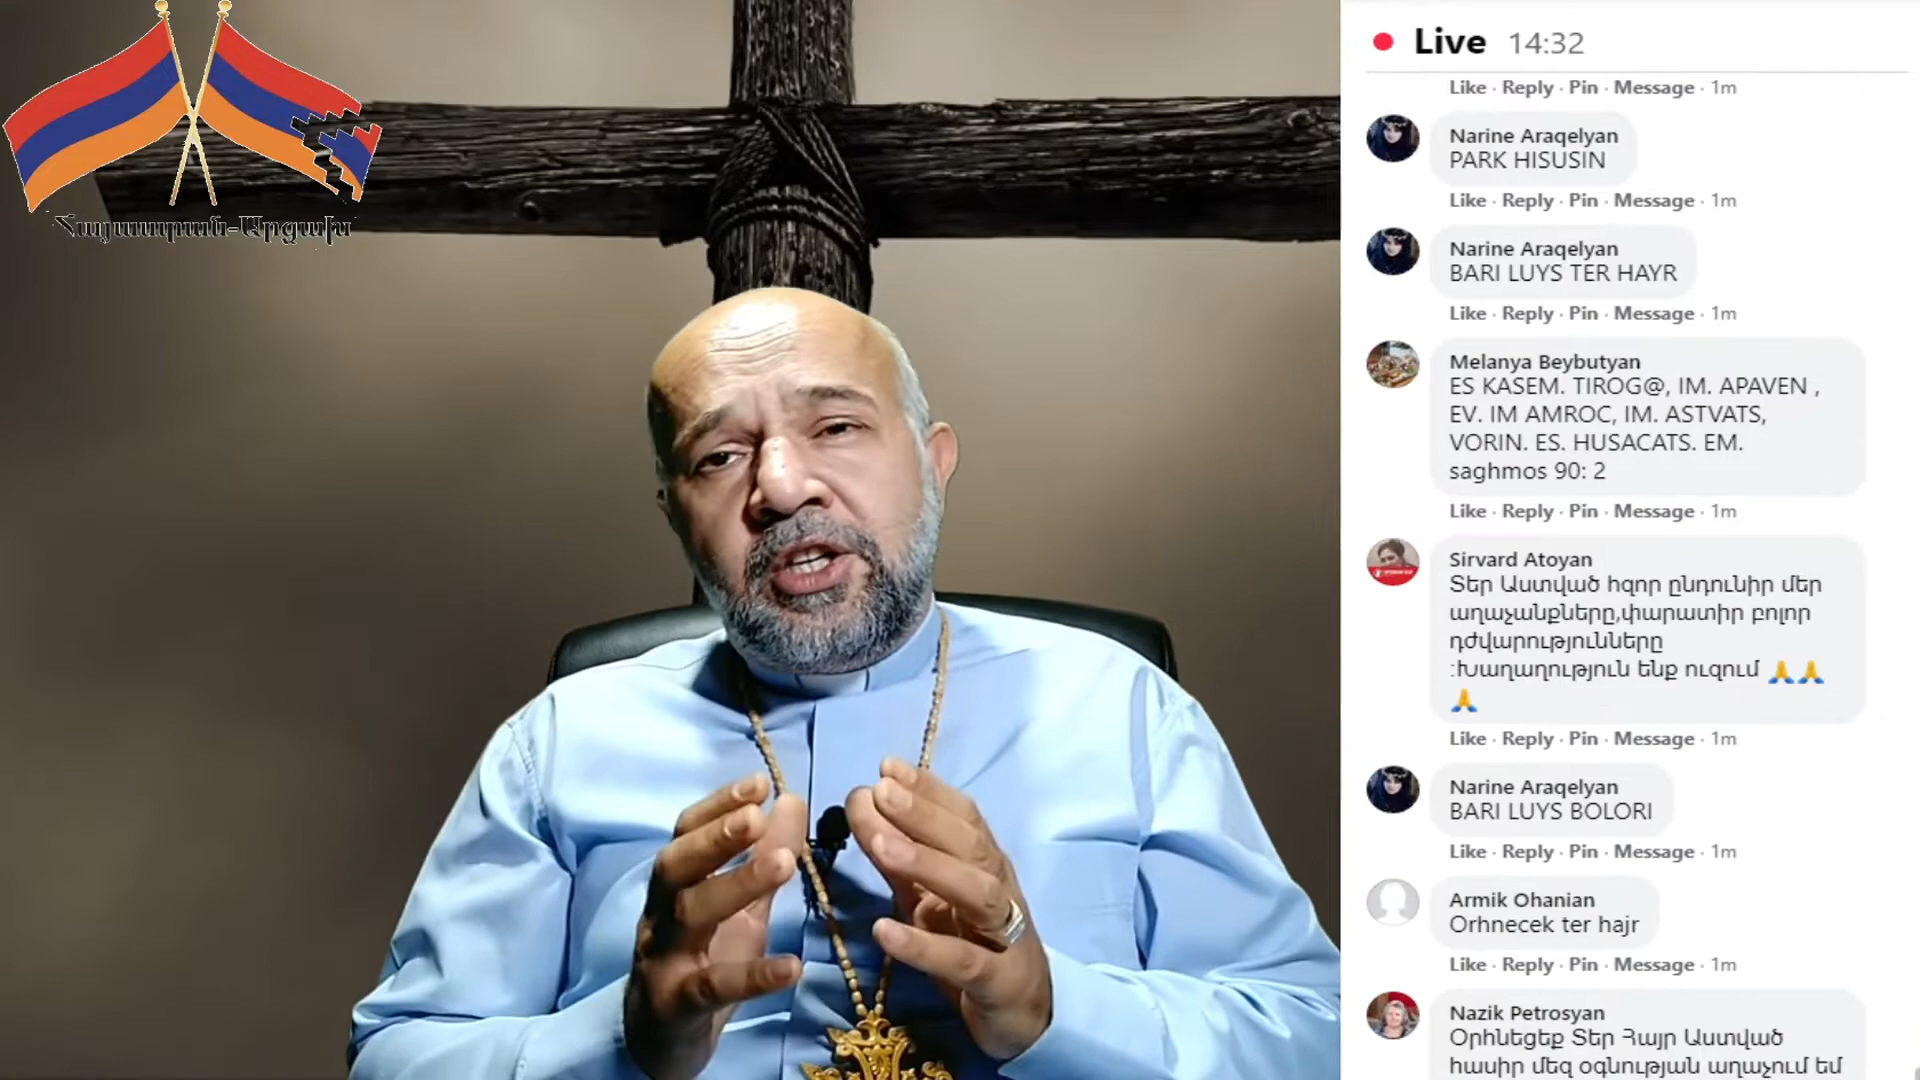 Հայաստան-Արցախ
Live 14:32
Like · Reply · Pin · Message · 1m
Narine Araqelyan
PARK HISUSIN
Like · Reply · Pin · Message · 1m
Narine Araqelyan
BARI LUYS TER HAYR
Like · Reply · Pin · Message · 1m
Melanya Beybutyan
ES KASEM. TIROG@, IM. APAVEN ,
EV. IM AMROC, IM. ASTVATS,
VORIN. ES. HUSACATS. EM.
saghmos 90: 2
Like · Reply · Pin · Message · 1m
Sirvard Atoyan
Տեր Աստված հզոր ընդունիր մեր
աղաչանքները,փարատիր բոլոր
դժվարությունները
:Խաղաղություն ենք ուզում 🙏🙏
🙏
Like · Reply · Pin · Message · 1m
Narine Araqelyan
BARI LUYS BOLORI
Like · Reply · Pin · Message · 1m
Armik Ohanian
Orhnecek ter hajr
Like · Reply · Pin · Message · 1m
Nazik Petrosyan
Օրհնեցեք Տեր Հայր Աստված
հասիր մեզ օգնության աղաչում եմ